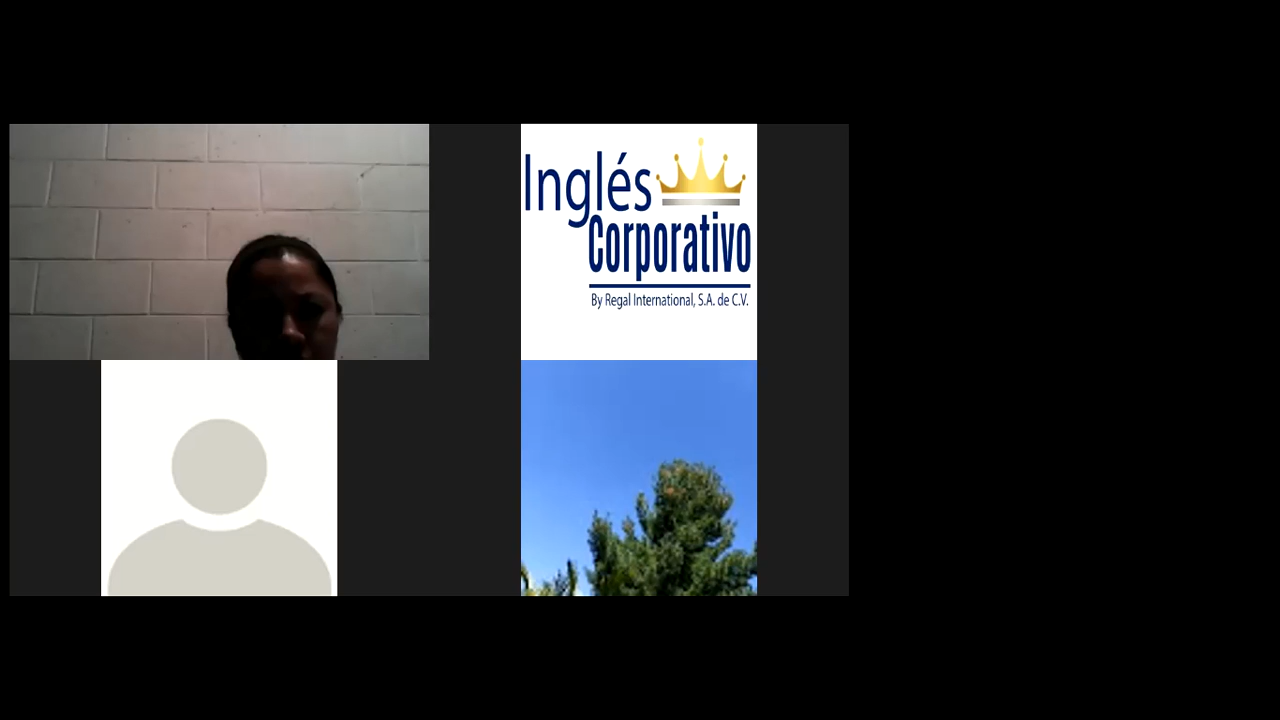 Inglés
Corporativo
By Regal International, S.A. de C.V.